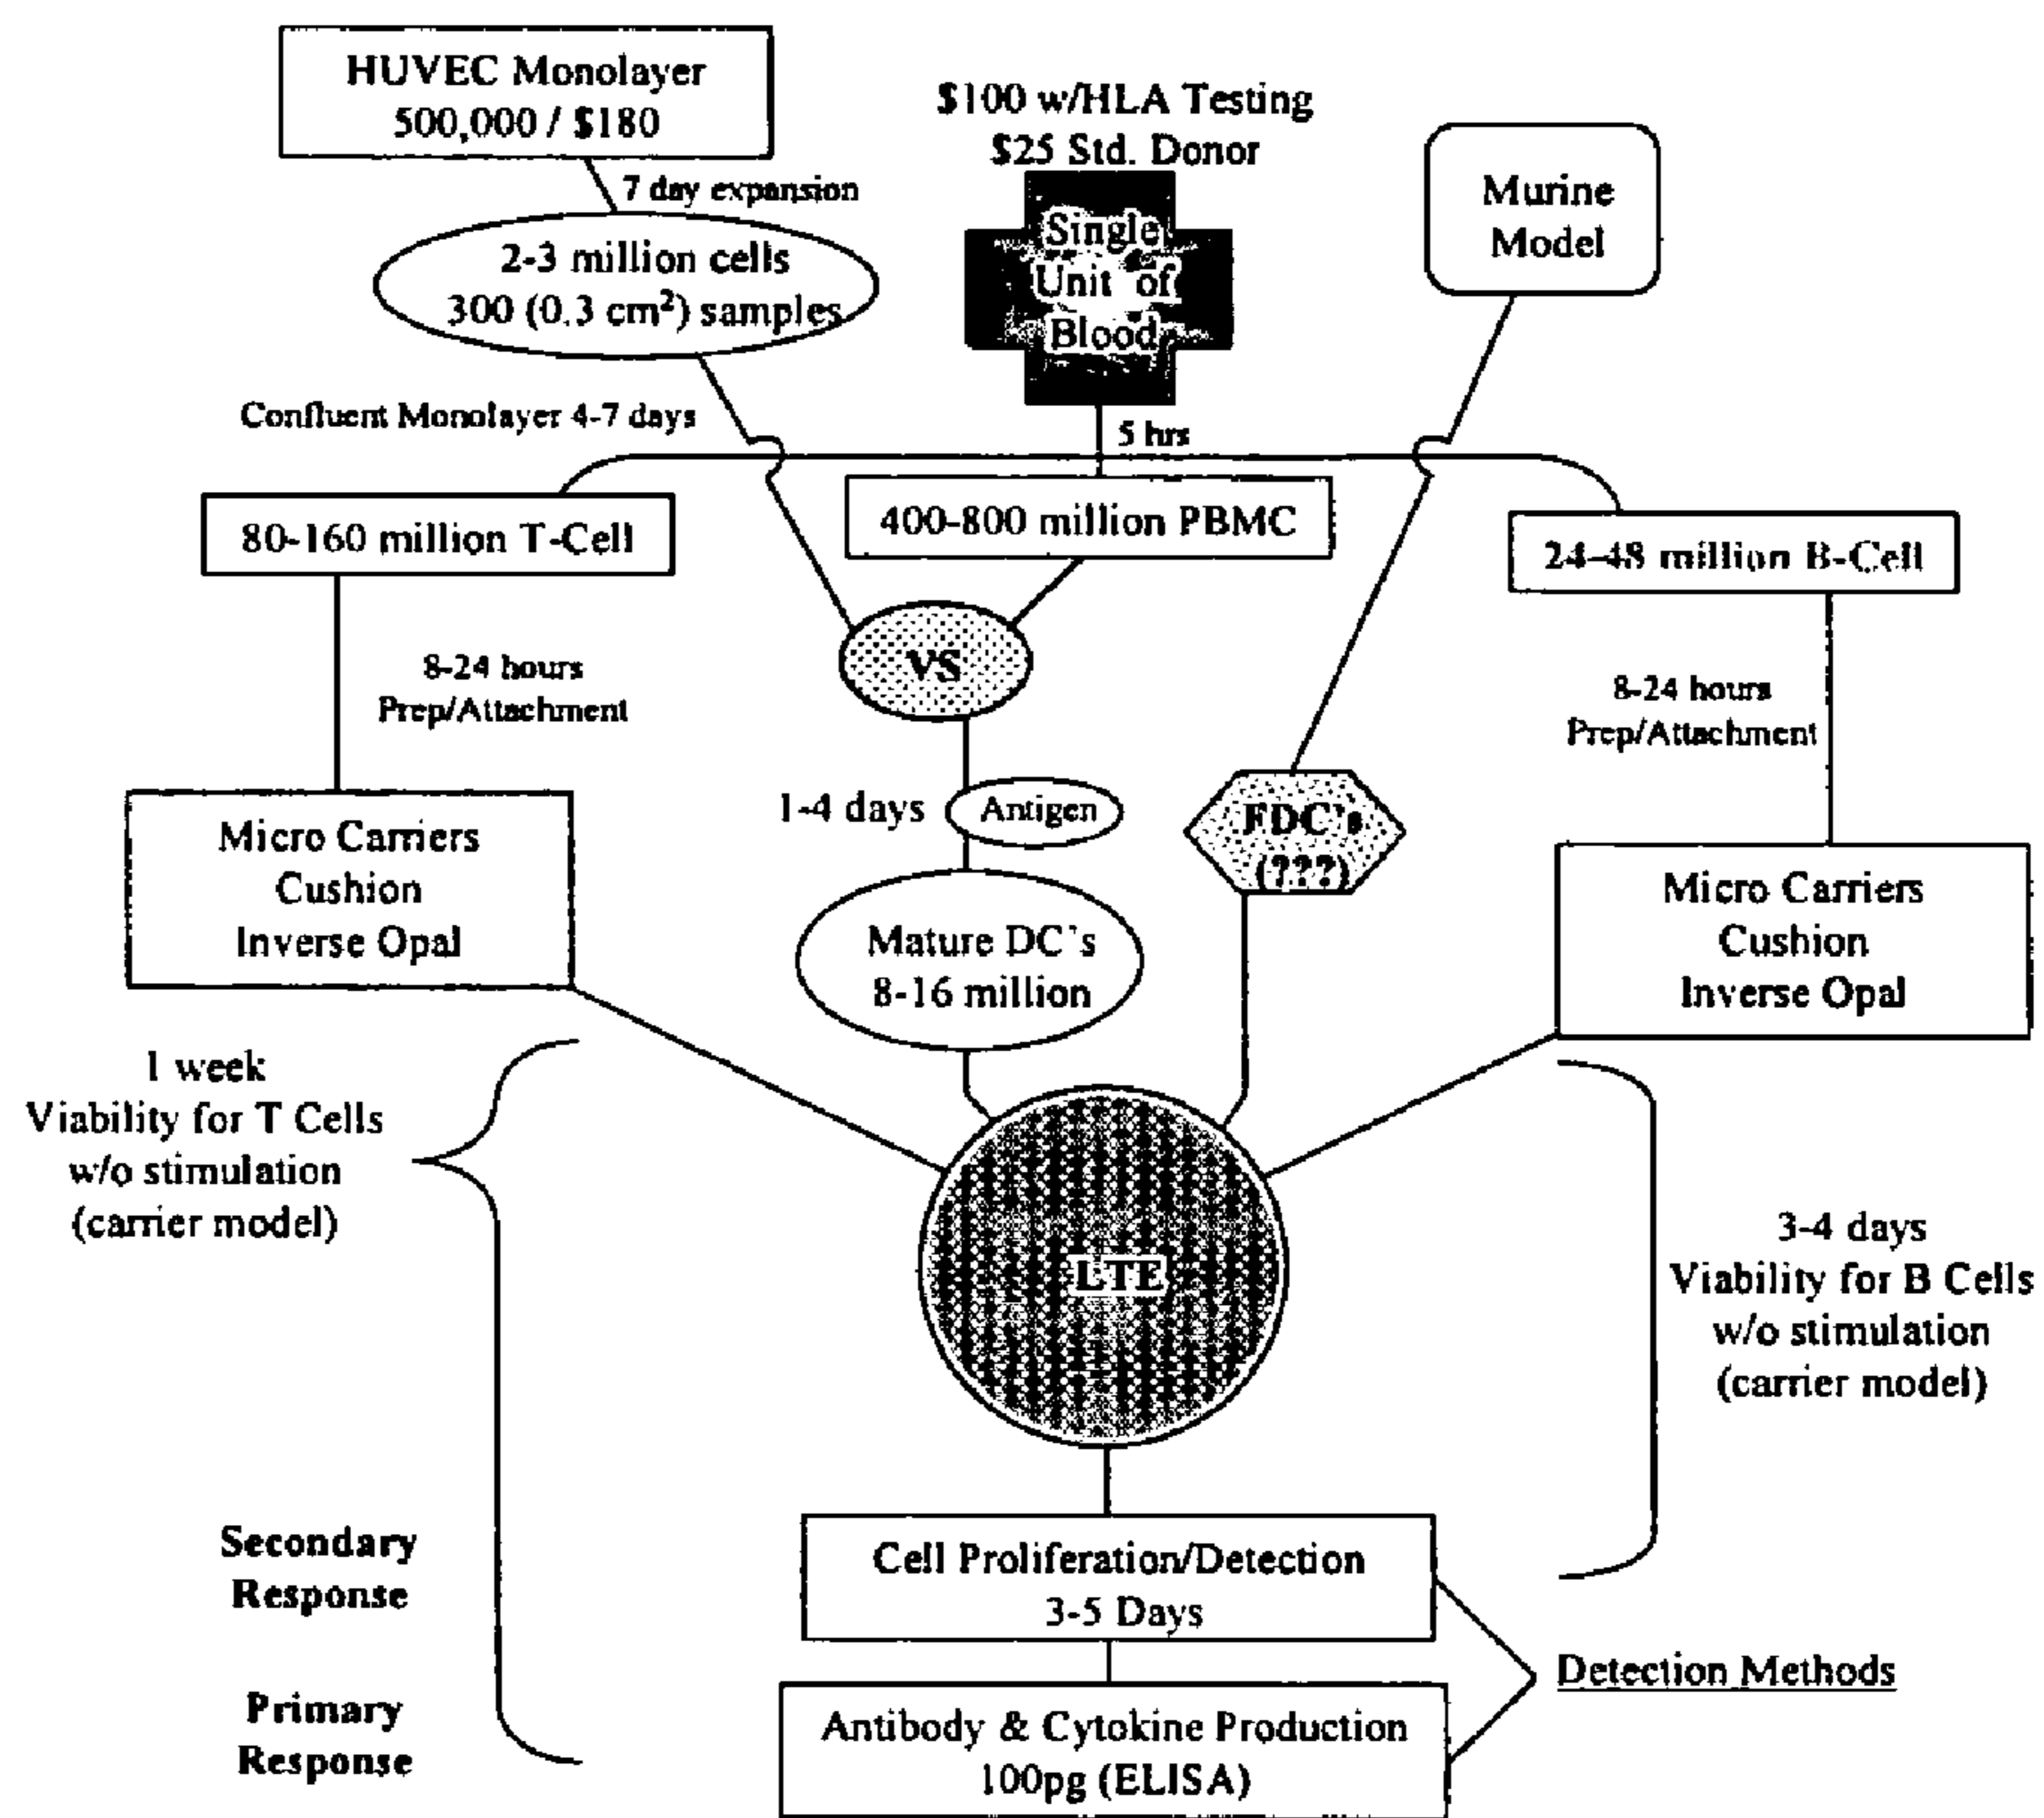 HUVEC Monolayer
500,000 / $180
$100 w/HLA Testing
$25 Std. Donor
7 day expansion
Single
Unit of
Blood
Murine
Model
2-3 million cells
300 (0.3 cm²) samples
Confluent Monolayer 4-7 days
5 hrs
80-160 million T-Cell
400-800 million PBMC
24-48 million B-Cell
8-24 hours
Prep/Attachment
VS
8-24 hours
Prep/Attachment
1-4 days
Antigen
FDC's
(???)
Micro Carriers
Cushion
Inverse Opal
Mature DC's
8-16 million
Micro Carriers
Cushion
Inverse Opal
1 week
Viability for T Cells
w/o stimulation
(carrier model)
LTE
3-4 days
Viability for B Cells
w/o stimulation
(carrier model)
Secondary
Response
Cell Proliferation/Detection
3-5 Days
Detection Methods
Primary
Response
Antibody & Cytokine Production
100pg (ELISA)